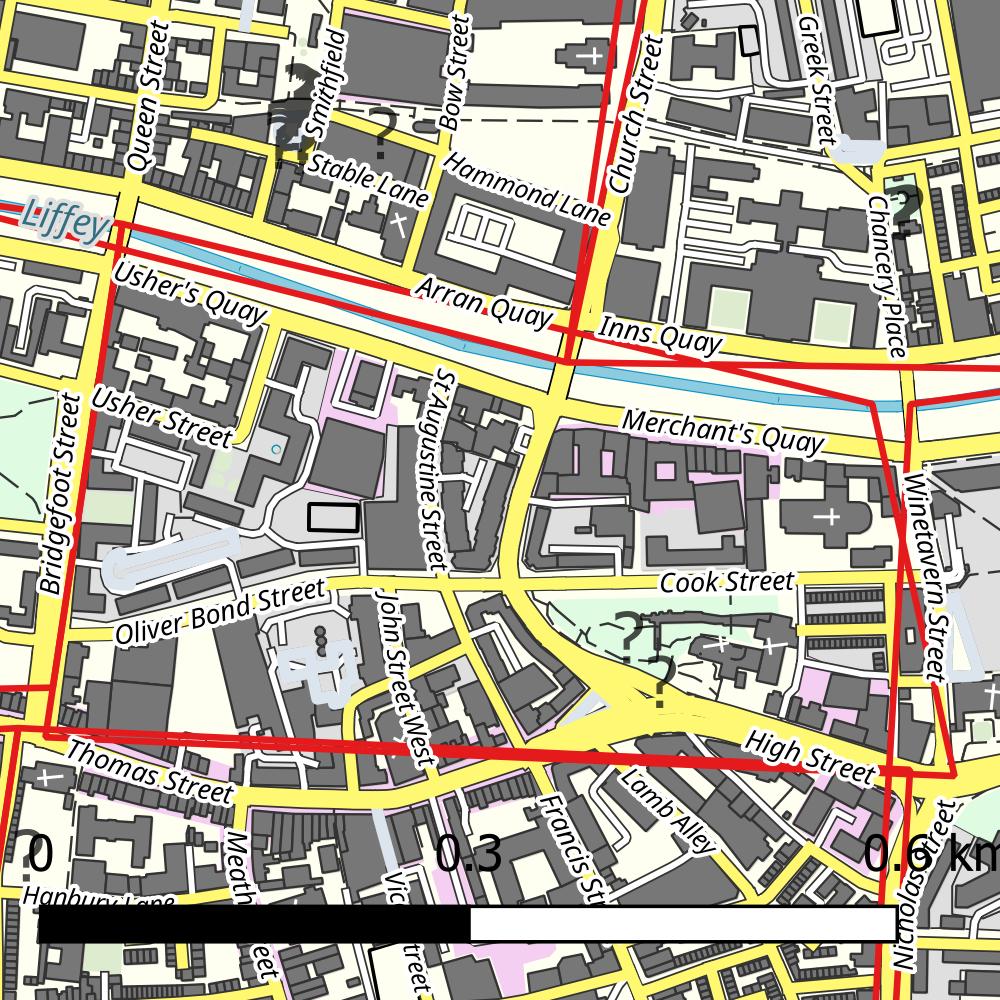 Queen Street
Smithfield
Bow Street
Church Street
Greek Street
Stable Lane
Hammond Lane
Liffey
Usher's Quay
Arran Quay
Inns Quay
Chancery Place
Usher Street
St. Augustine Street
Merchant's Quay
Bridgefoot Street
Winetavern Street
Oliver Bond Street
Cook Street
John Street West
Thomas Street
High Street
Lamb Alley
Francis Str
Meath
eet
Hanbury Lane
Vic
treet
Nicholas Street
?
?
?
?
?
0 0.3 0.6 km